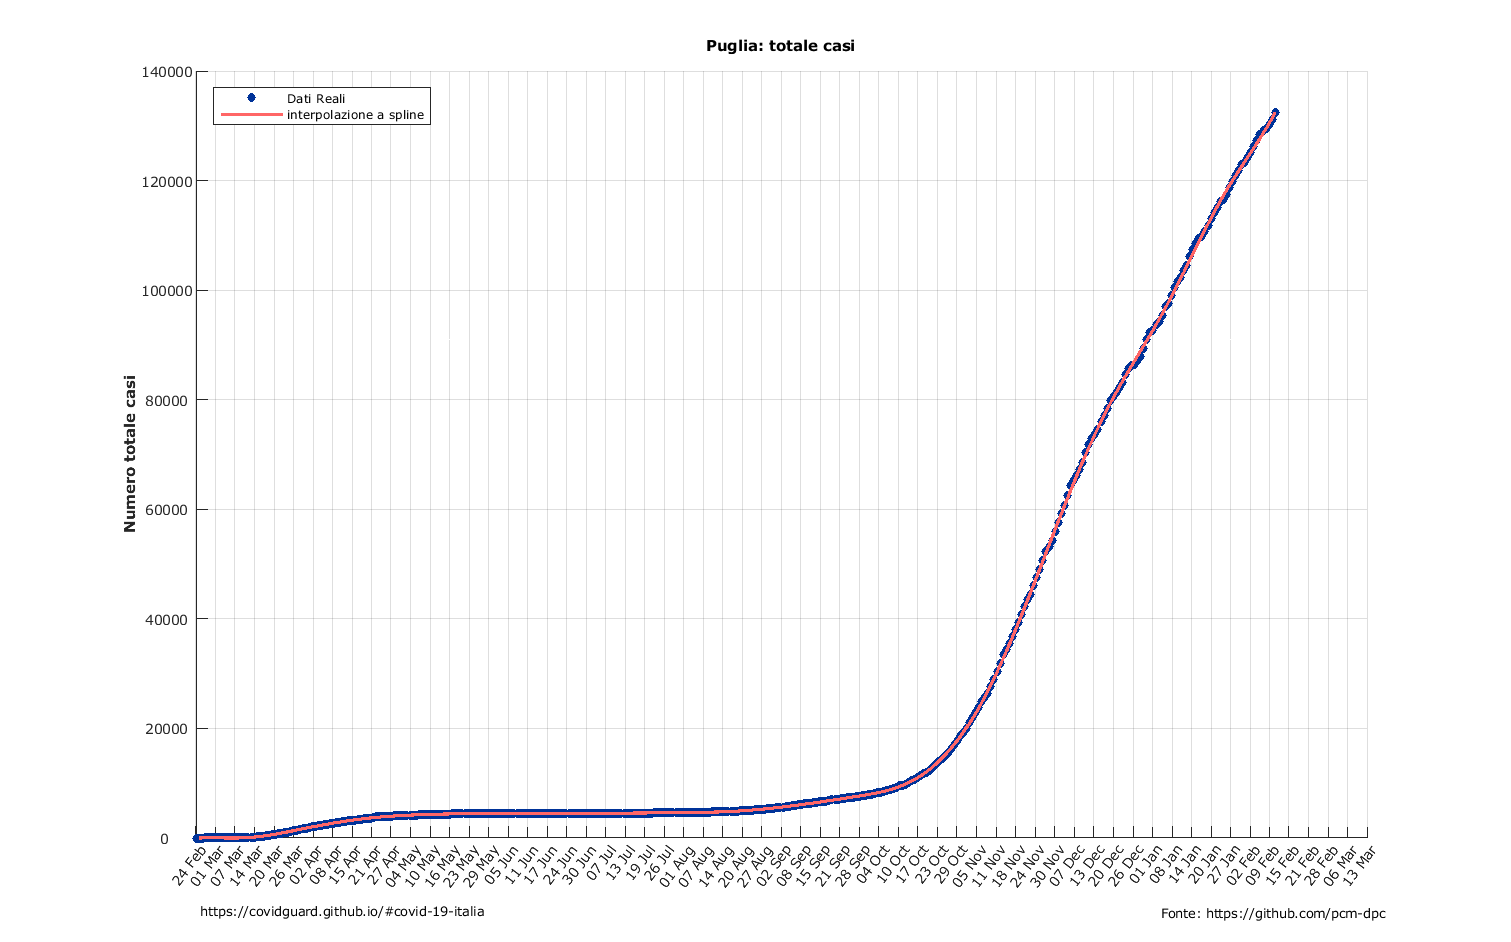 Puglia: totale casi
140000
120000
100000
80000
60000
40000
20000
0
Numero totale casi
Dati Reali
interpolazione a spline
24 Feb
01 Mar
07 Mar
14 Mar
20 Mar
26 Mar
02 Apr
08 Apr
15 Apr
21 Apr
27 Apr
04 May
10 May
16 May
23 May
29 May
05 Jun
11 Jun
17 Jun
24 Jun
30 Jun
07 Jul
13 Jul
19 Jul
26 Jul
01 Aug
07 Aug
14 Aug
20 Aug
27 Aug
02 Sep
08 Sep
15 Sep
21 Sep
28 Sep
04 Oct
10 Oct
17 Oct
23 Oct
29 Oct
05 Nov
11 Nov
18 Nov
24 Nov
30 Nov
07 Dec
13 Dec
20 Dec
26 Dec
01 Jan
08 Jan
14 Jan
20 Jan
27 Jan
02 Feb
09 Feb
15 Feb
21 Feb
28 Feb
06 Mar
13 Mar
https://covidguard.github.io/#covid-19-italia
Fonte: https://github.com/pcm-dpc